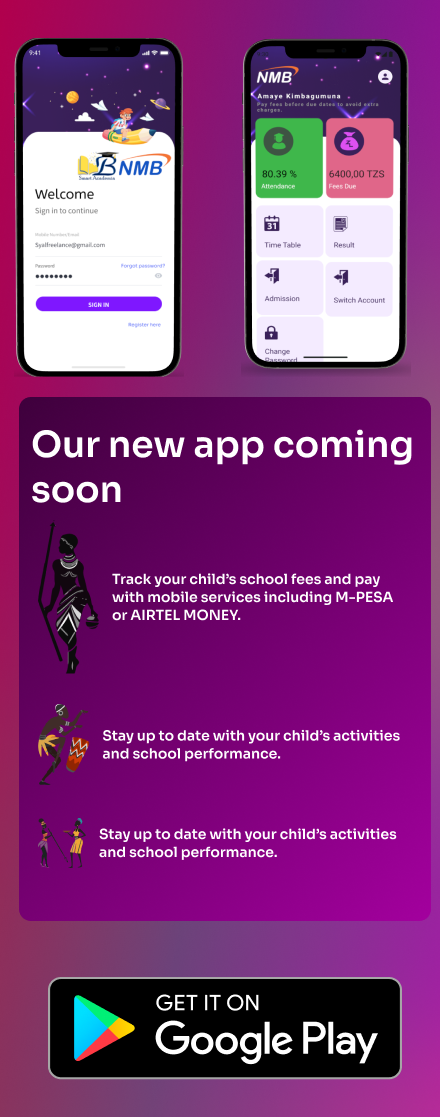 9:41
B NMB
Smart Academia
Welcome
Sign in to continue
Mobile Number/Email
5yalfreelance@gmail.com
Password
Forgot password?
●●●●●●●●
SIGN IN
Register here
NMB
Amaye Kimbagumuna
Pay fees before due dates to avoid extra
charges.
80.39 %
Attendance
6400,00 TZS
Fees Due
31
Time Table
Result
Admission
Switch Account
Change
Password
Our new app coming
soon
Track your child's school fees and pay
with mobile services including M-PESA
or AIRTEL MONEY.
Stay up to date with your child's activities
and school performance.
Stay up to date with your child's activities
and school performance.
GET IT ON
Google Play